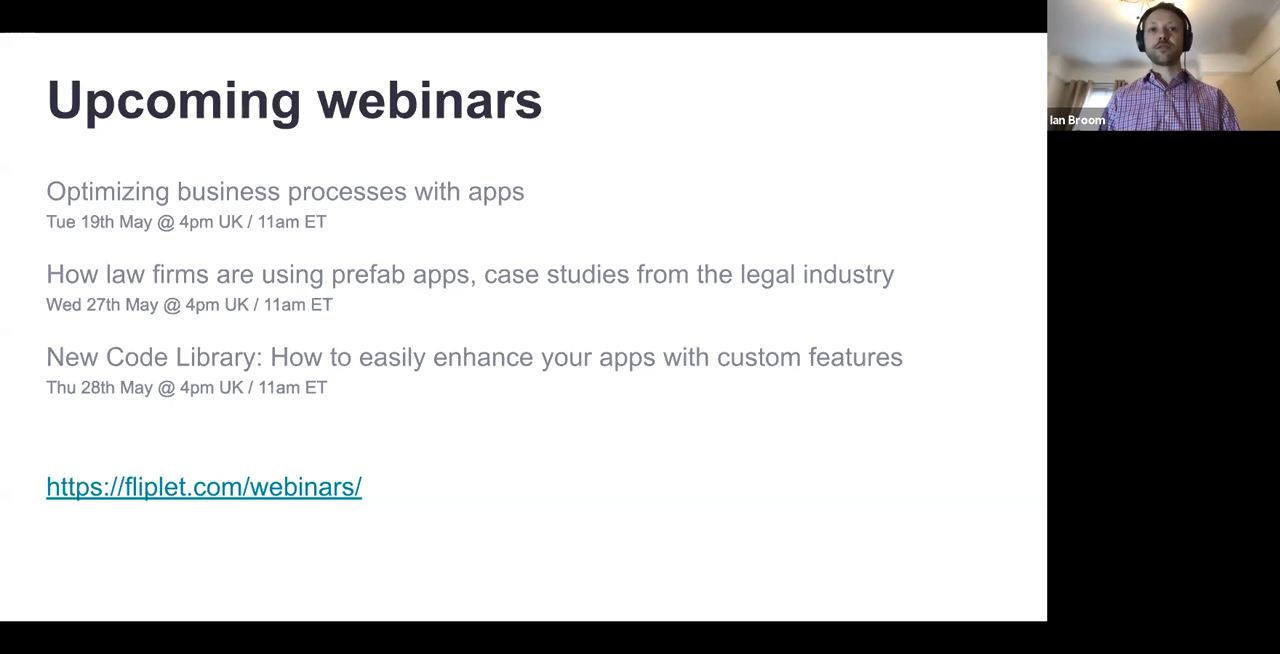 Upcoming webinars
Optimizing business processes with apps
Tue 19th May @ 4pm UK / 11am ET
How law firms are using prefab apps, case studies from the legal industry
Wed 27th May @ 4pm UK / 11am ET
New Code Library: How to easily enhance your apps with custom features
Thu 28th May @ 4pm UK / 11am ET
https://fliplet.com/webinars/
Ian Broom